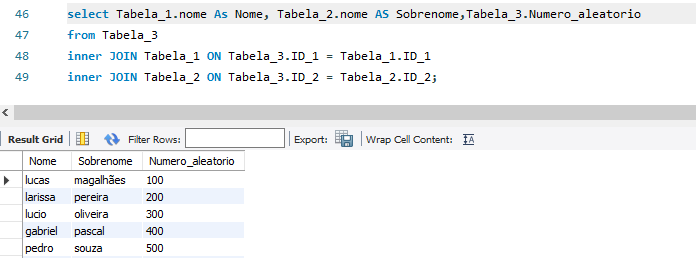 46 select Tabela_1.nome As Nome, Tabela_2.nome AS Sobrenome,Tabela_3.Numero_aleatorio
47 from Tabela_3
48 inner JOIN Tabela_1 ON Tabela_3.ID_1 = Tabela_1.ID_1
49 inner JOIN Tabela_2 ON Tabela_3.ID_2 = Tabela_2.ID_2;
Result Grid Filter Rows: Export: Wrap Cell Content: IA
Nome Sobrenome Numero_aleatorio
lucas magalhães 100
larissa pereira 200
lucio oliveira 300
gabriel pascal 400
pedro souza 500